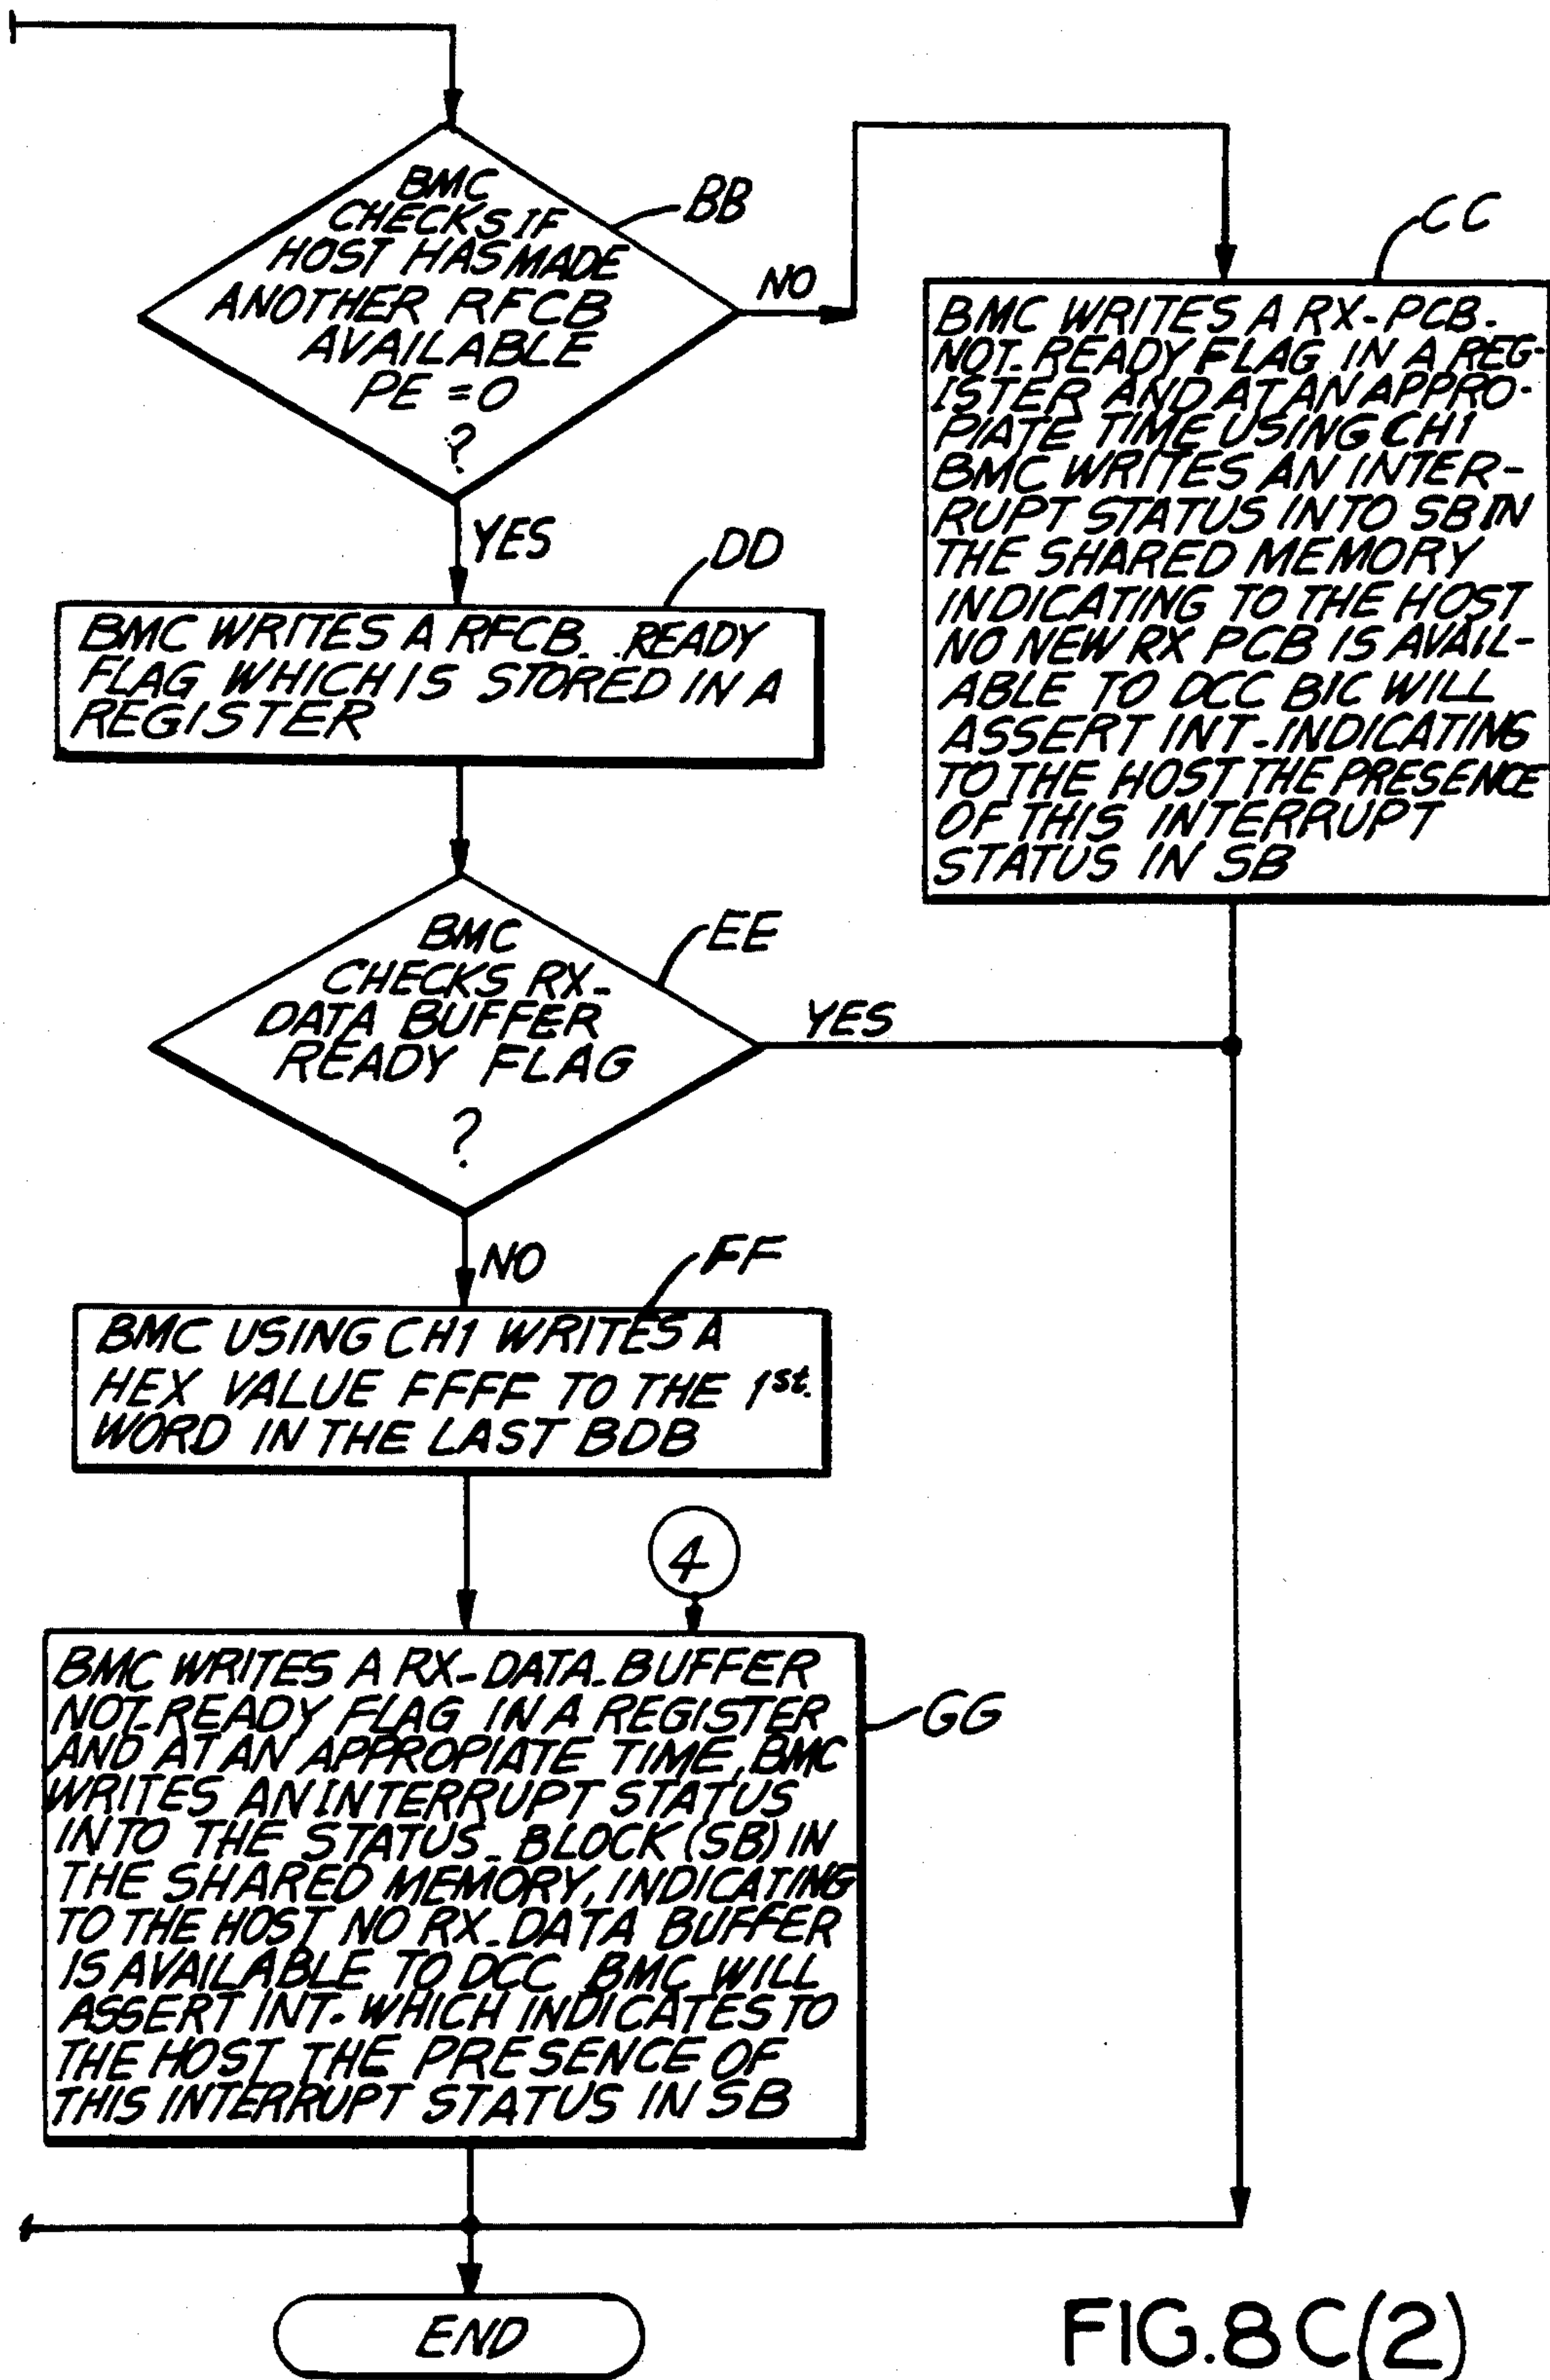 BMC
CHECKS IF
HOST HAS MADE
ANOTHER RFCB
AVAILABLE
PE = 0
?
BB
NO
YES
CC
BMC WRITES A RX-PCB-
NOT-READY FLAG IN A REG-
ISTER AND AT AN APPRO-
PIATE TIME USING CH1
BMC WRITES AN INTER-
RUPT STATUS INTO SB IN
THE SHARED MEMORY
INDICATING TO THE HOST
NO NEW RX PCB IS AVAIL-
ABLE TO DCC BIC WILL
ASSERT INT-INDICATING
TO THE HOST THE PRESENCE
OF THIS INTERRUPT
STATUS IN SB
DD
BMC WRITES A RFCB-READY
FLAG WHICH IS STORED IN A
REGISTER
BMC
CHECKS RX-
DATA BUFFER
READY FLAG
?
EE
YES
NO
FF
BMC USING CH1 WRITES A
HEX VALUE FFFF TO THE 1st.
WORD IN THE LAST BDB
4
BMC WRITES A RX-DATA-BUFFER
NOT-READY FLAG IN A REGISTER
AND AT AN APPROPIATE TIME, BMC
WRITES AN INTERRUPT STATUS
INTO THE STATUS-BLOCK (SB) IN
THE SHARED MEMORY, INDICATING
TO THE HOST NO RX-DATA BUFFER
IS AVAILABLE TO DCC BMC WILL
ASSERT INT- WHICH INDICATES TO
THE HOST THE PRESENCE OF
THIS INTERRUPT STATUS IN SB
GG
END
FIG.8C(2)